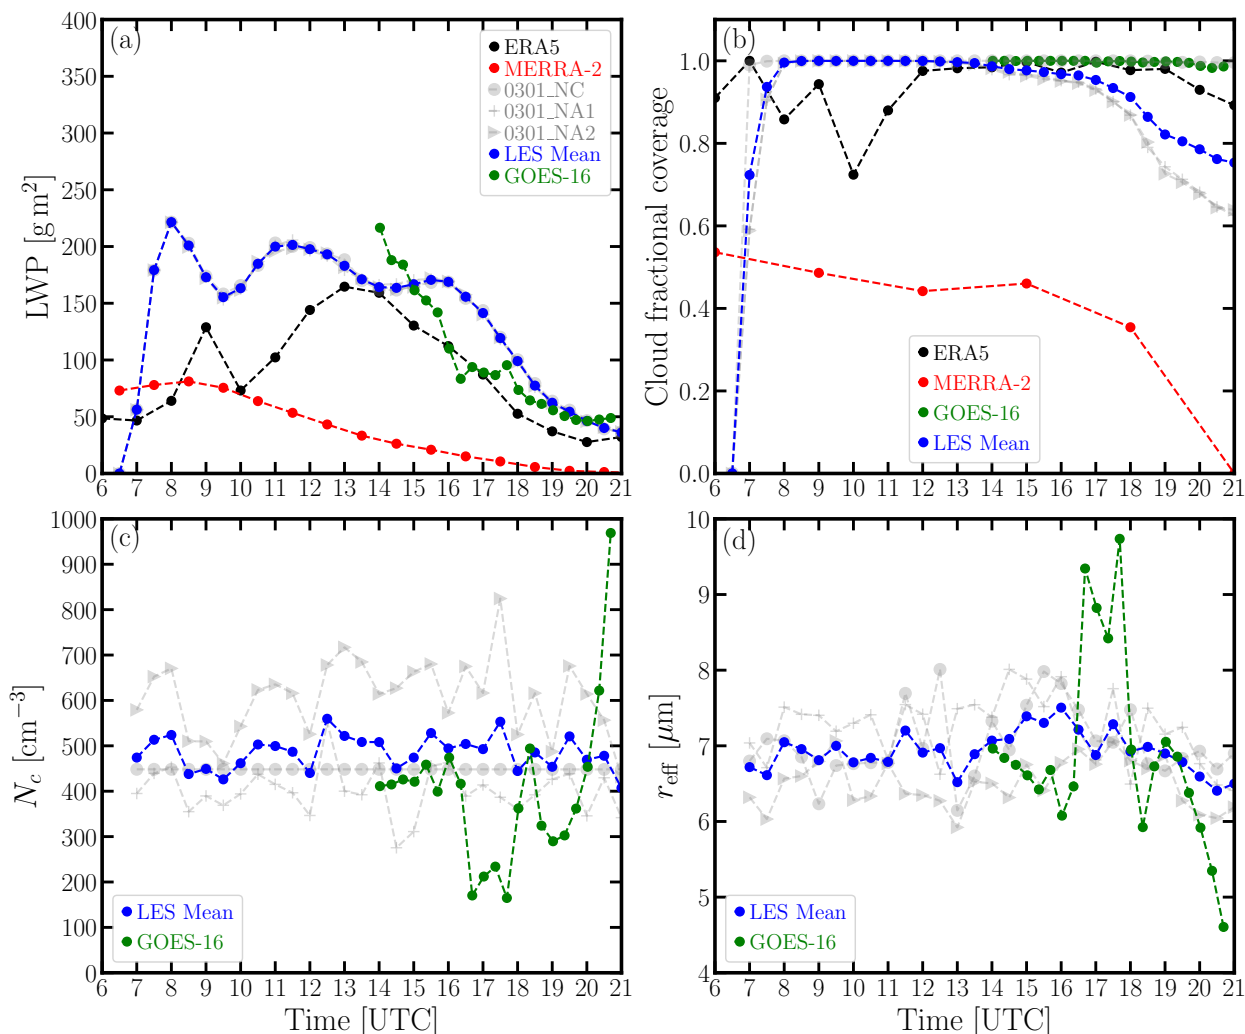 (a)
LWP [g m²]
400
350
300
250
200
150
100
50
0
ERA5
MERRA-2
0301_NC
0301_NA1
0301_NA2
LES Mean
GOES-16
6 7 8 9 10 11 12 13 14 15 16 17 18 19 20 21
(b)
Cloud fractional coverage
1.0
0.8
0.6
0.4
0.2
0.0
ERA5
MERRA-2
GOES-16
LES Mean
6 7 8 9 10 11 12 13 14 15 16 17 18 19 20 21
(c)
N_c [cm⁻³]
1000
900
800
700
600
500
400
300
200
100
0
LES Mean
GOES-16
6 7 8 9 10 11 12 13 14 15 16 17 18 19 20 21
Time [UTC]
(d)
r_eff [μm]
10
9
8
7
6
5
4
LES Mean
GOES-16
6 7 8 9 10 11 12 13 14 15 16 17 18 19 20 21
Time [UTC]